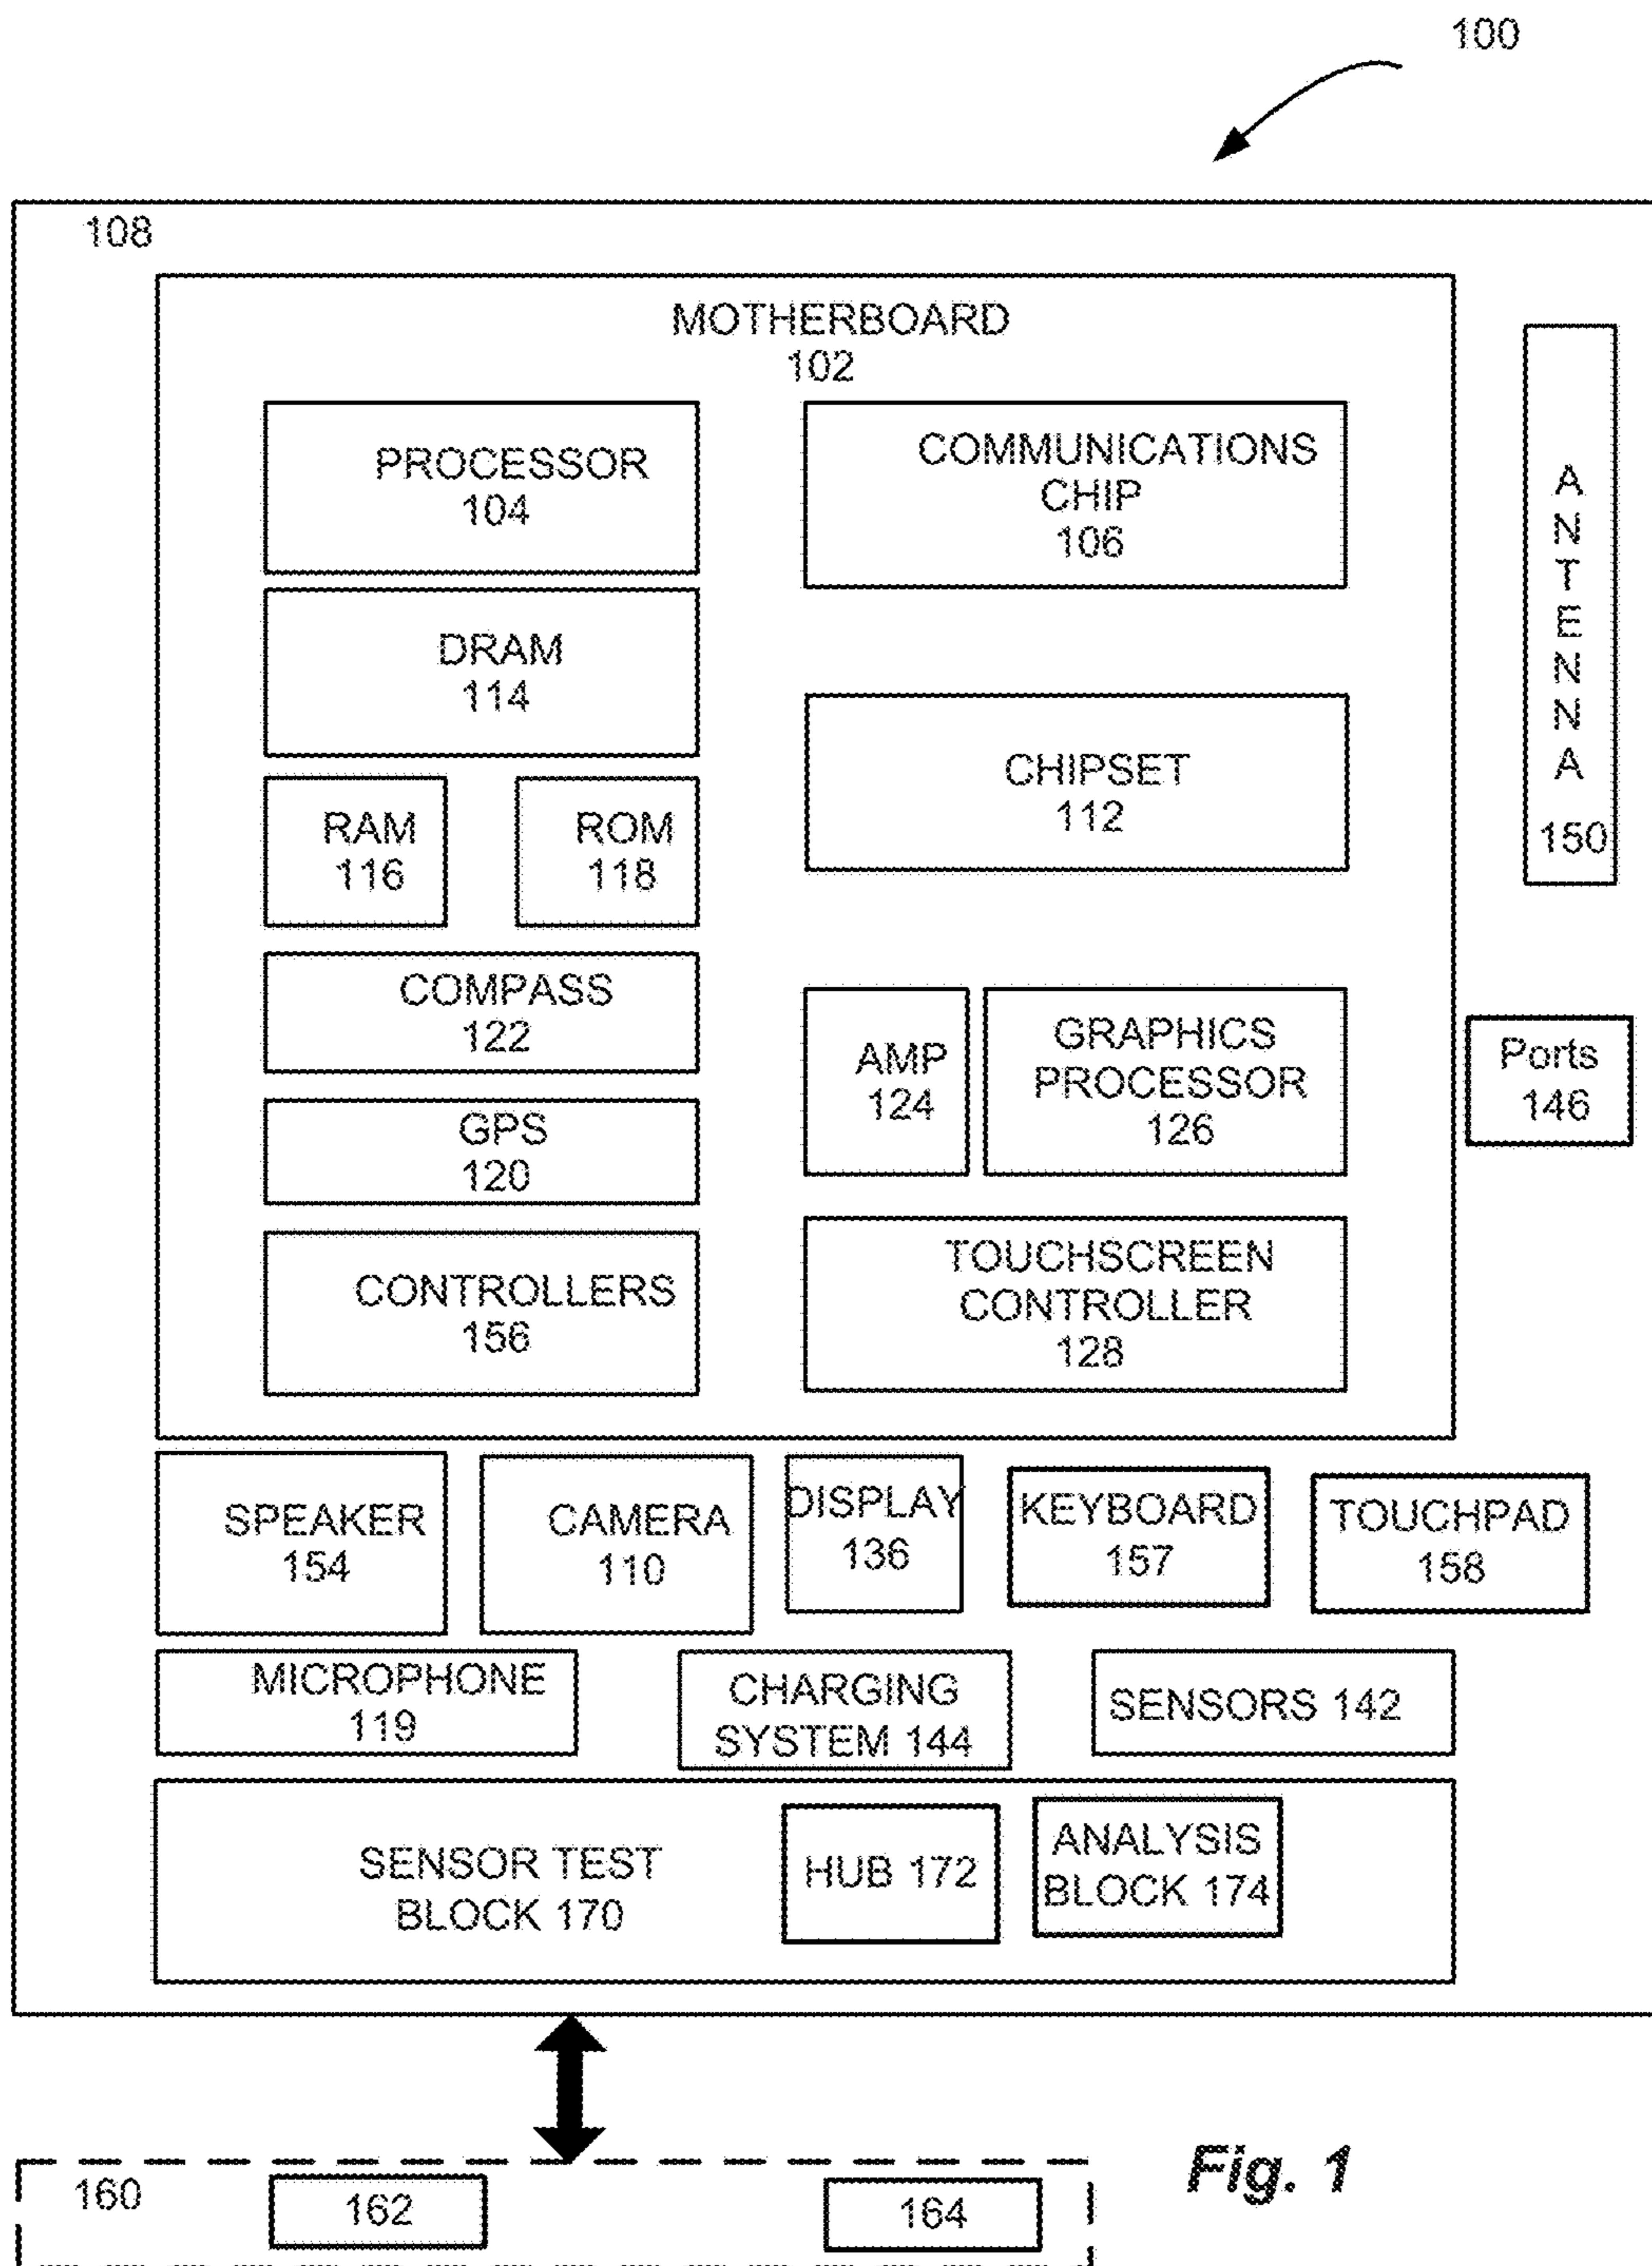 100
108
MOTHERBOARD
102
PROCESSOR
104
COMMUNICATIONS
CHIP
106
DRAM
114
CHIPSET
112
RAM
116
ROM
118
COMPASS
122
AMP
124
GRAPHICS
PROCESSOR
126
GPS
120
CONTROLLERS
156
TOUCHSCREEN
CONTROLLER
128
ANTENNA
150
Ports
146
SPEAKER
154
CAMERA
110
DISPLAY
136
KEYBOARD
157
TOUCHPAD
158
MICROPHONE
119
CHARGING
SYSTEM 144
SENSORS 142
SENSOR TEST
BLOCK 170
HUB 172
ANALYSIS
BLOCK 174
160
162
164
Fig. 1